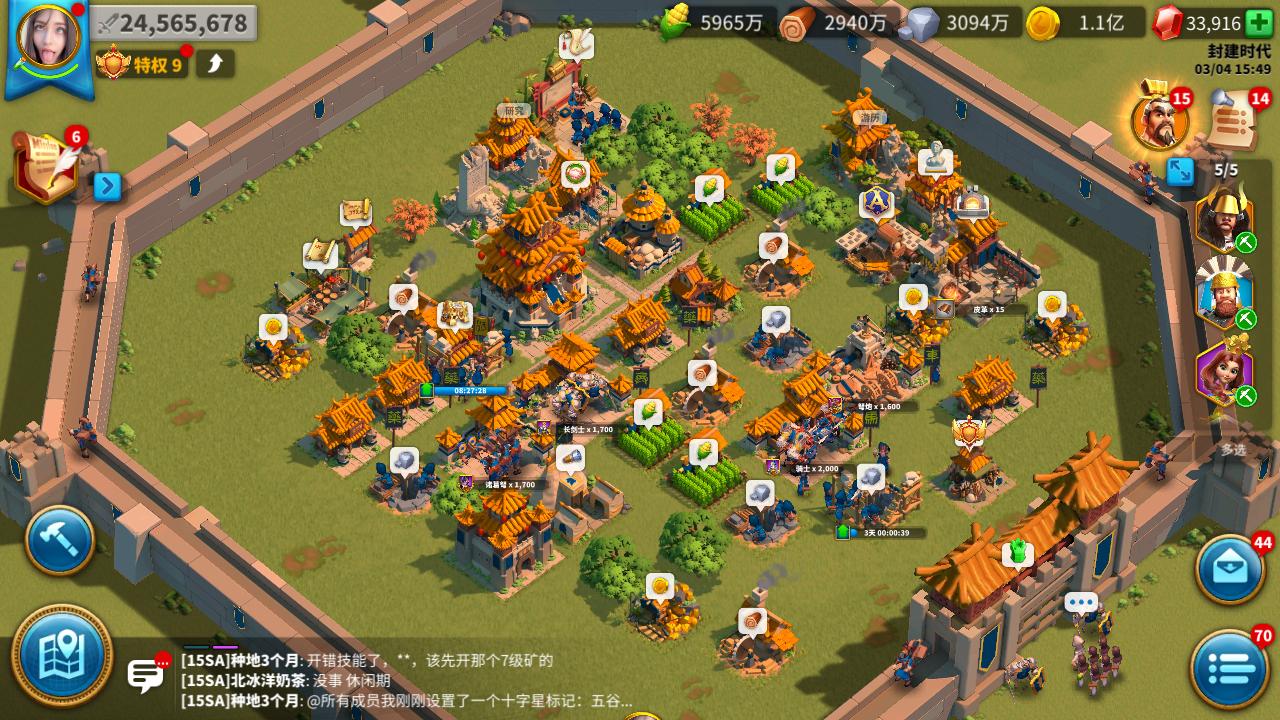 24,565,678
5965万
2940万
3094万
1.1亿
33,916
特权 9
封建时代
03/04 15:49
15
14
6
5/5
研究
游历
皮革 x 15
08:27:28
弩炮 x 1,600
长剑士 x 1,700
骑士 x 2,000
诸葛弩 x 1,700
3天 00:00:39
多选
44
70
[15SA]种地3个月: 开错技能了，**，该先开那个7级矿的
[15SA]北冰洋奶茶: 没事 休闲期
[15SA]种地3个月: @所有成员我刚刚设置了一个十字星标记：五谷...